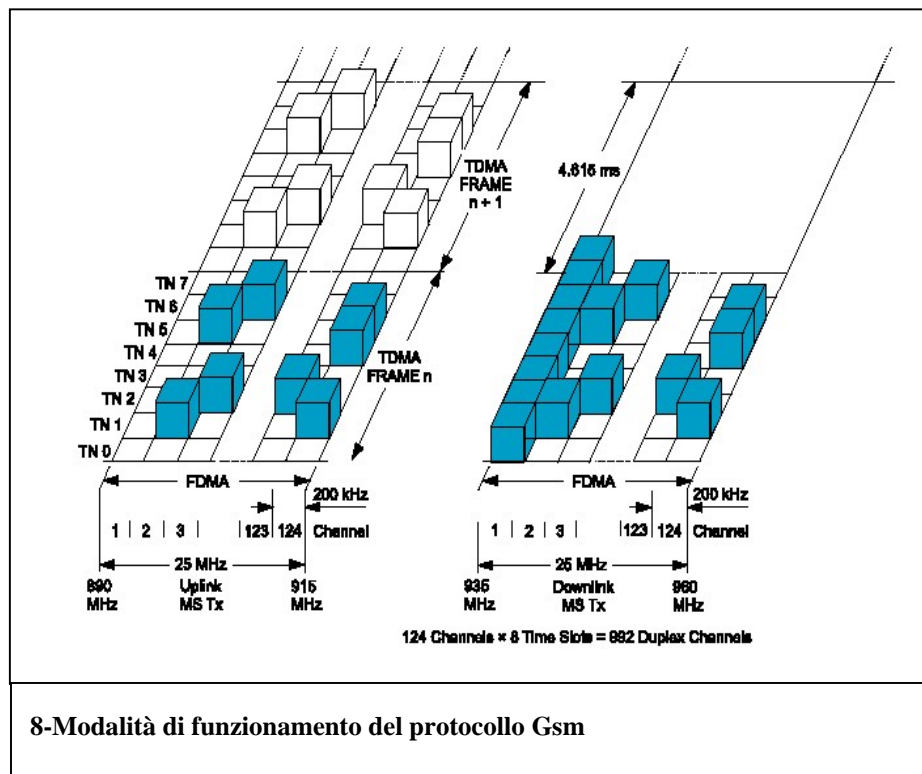 TDMA
FRAME
n + 1
4.615 ms
TN 7
TN 6
TN 5
TN 4
TN 3
TN 2
TN 1
TN 0
TDMA
FRAME n
FDMA
200 kHz
1 | 2 | 3 | 123 124 Channel
25 MHz
890
MHz
Uplink
MS Tx
915
MHz
FDMA
200 kHz
1 | 2 | 3 | 123 124 Channel
25 MHz
935
MHz
Downlink
MS Tx
960
MHz
124 Channels × 8 Time Slots = 992 Duplex Channels
8-Modalità di funzionamento del protocollo Gsm